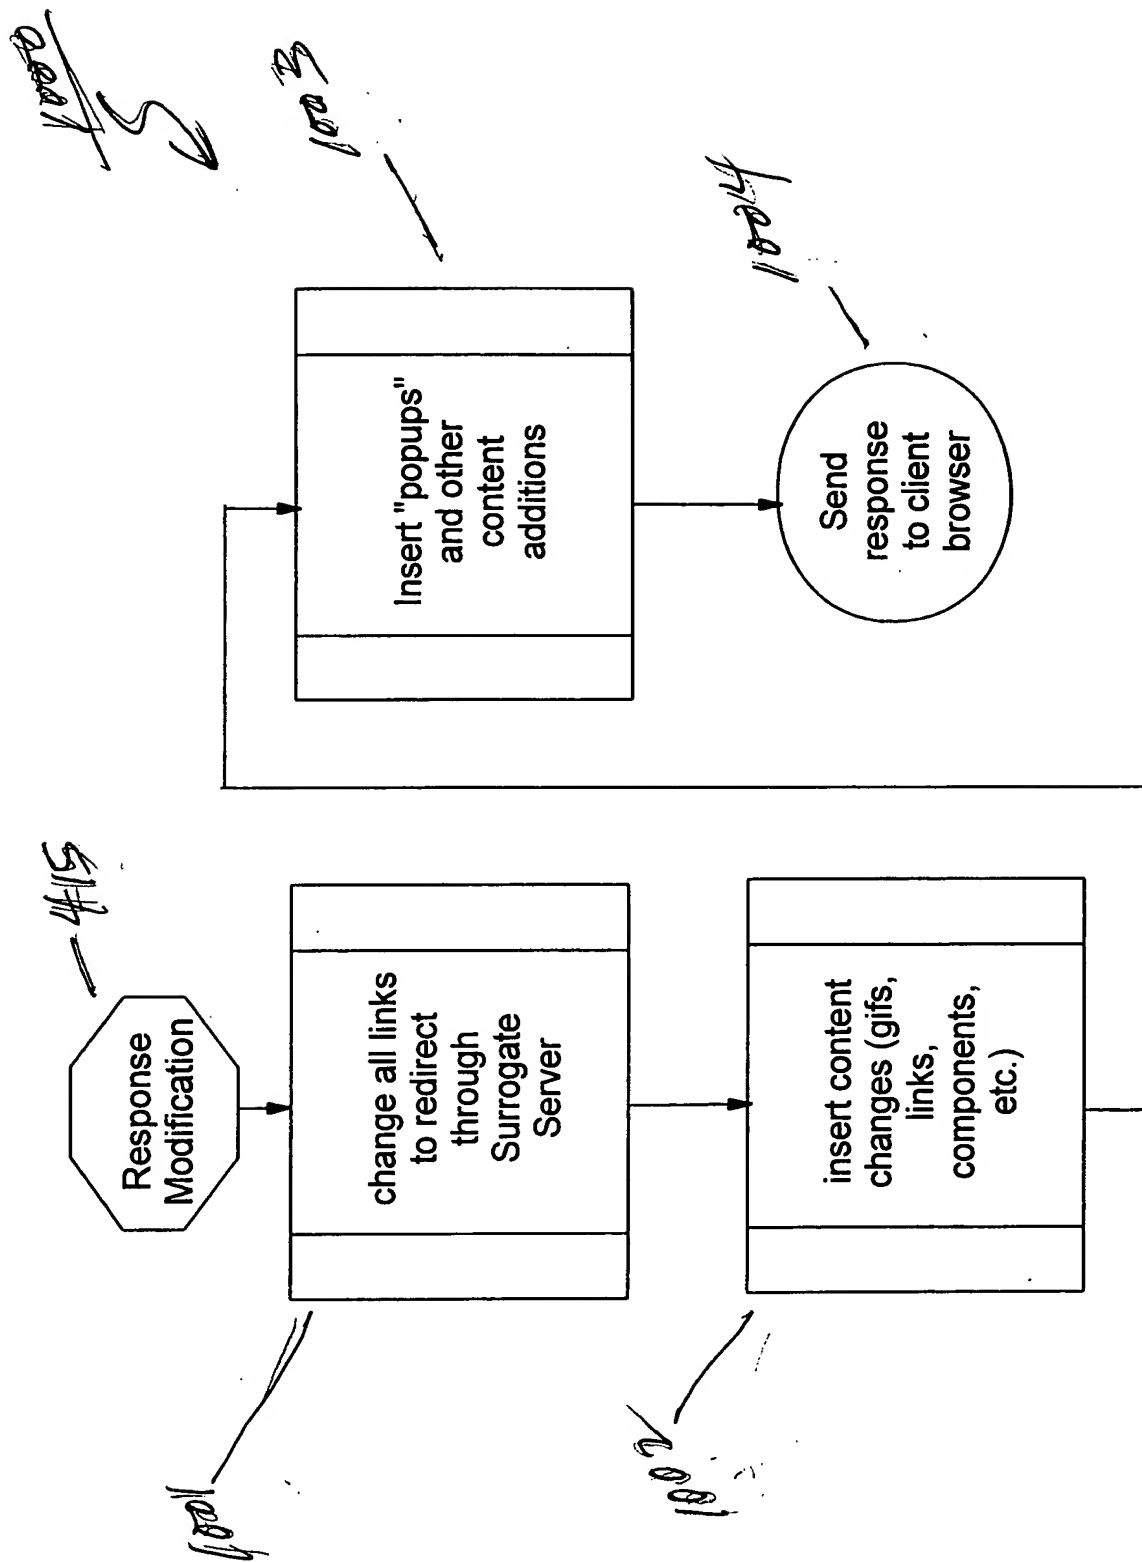 415
1000
Response
Modification
1003
1001
change all links
to redirect
through
Surrogate
Server
Insert "popups"
and other
content
additions
1002
1004
insert content
changes (gifs,
links,
components,
etc.)
Send
response
to client
browser